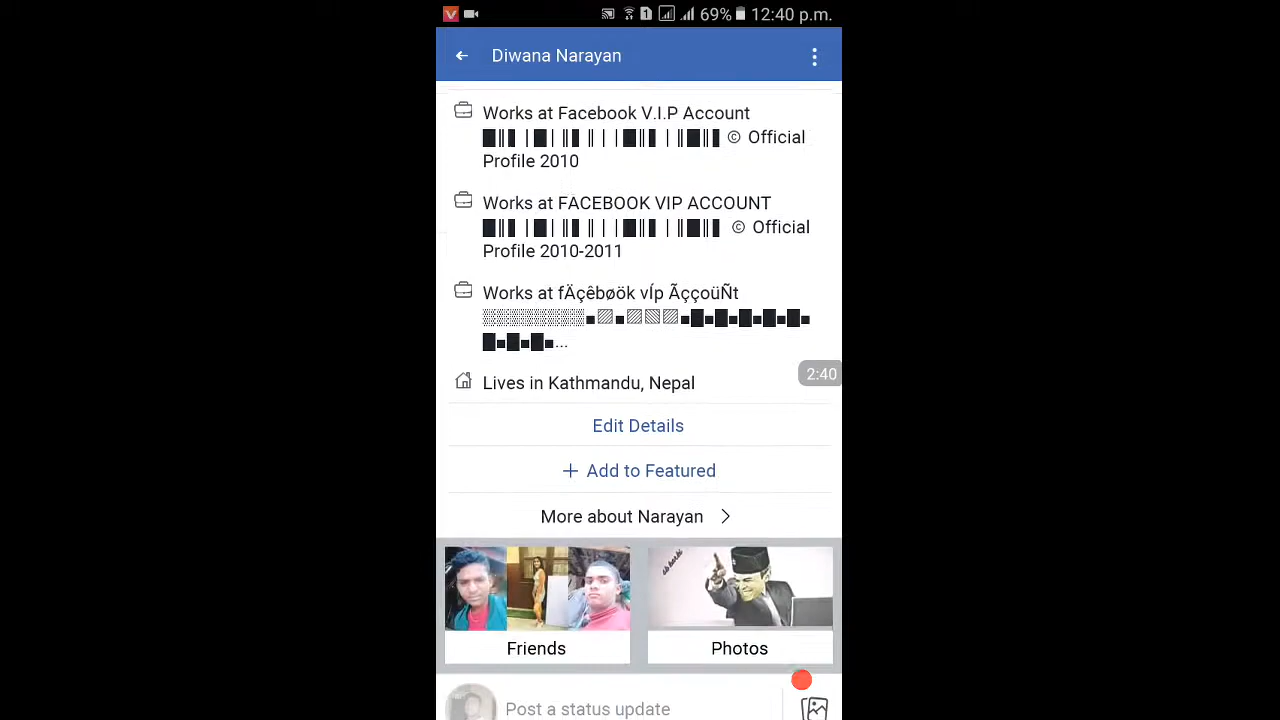 69% 12:40 p.m.
Diwana Narayan
Works at Facebook V.I.P Account
█║▌│█│║▌║││█║▌│║█║▌ © Official
Profile 2010
Works at FACEBOOK VIP ACCOUNT
█║▌│█│║▌║││█║▌│║█║▌ © Official
Profile 2010-2011
Works at fÄçêbøök vÍp ÃççoüÑt
▒▒▒▒▒▒▒▒▒■▨■▨▧▨■█■█■█■█■█■
█■█■█■...
Lives in Kathmandu, Nepal
2:40
Edit Details
+ Add to Featured
More about Narayan
Friends
Photos
Post a status update